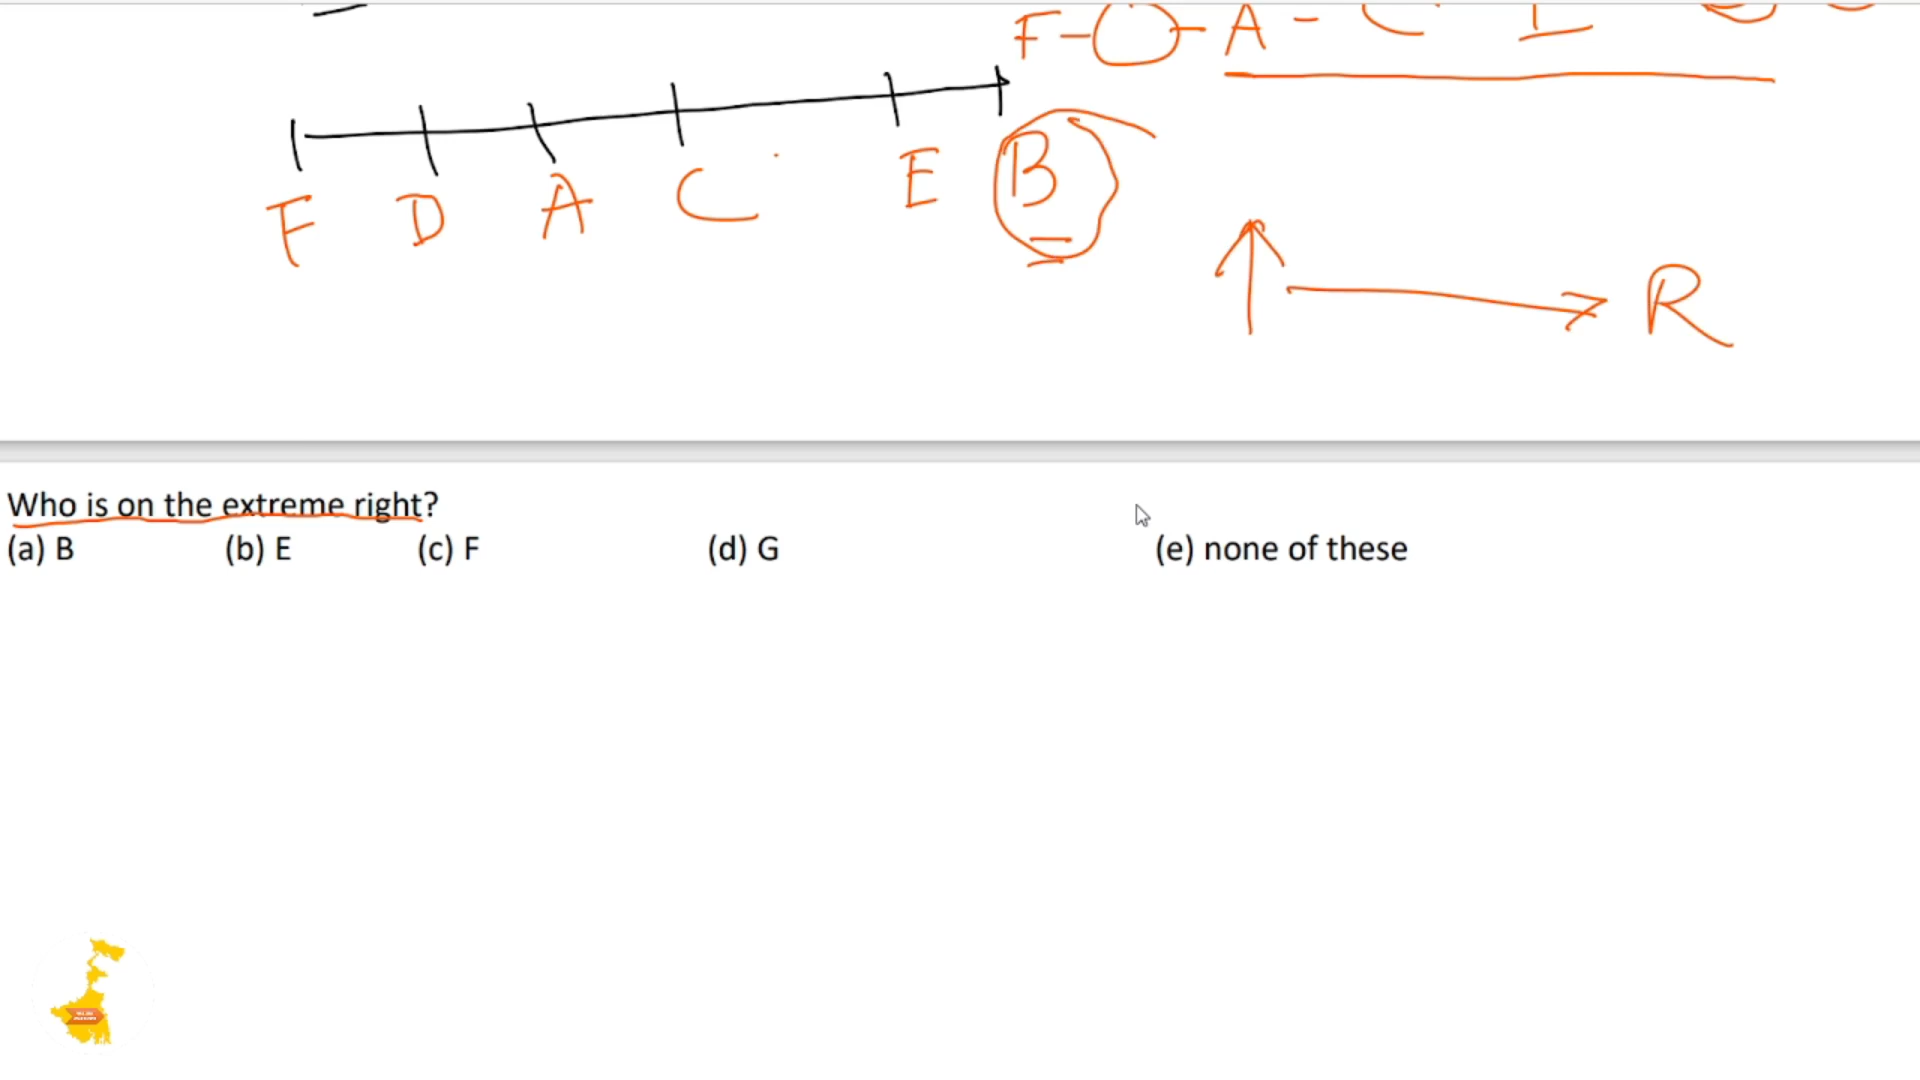 F - O - A - C
F D A C E B
R
Who is on the extreme right?
(a) B (b) E (c) F (d) G (e) none of these